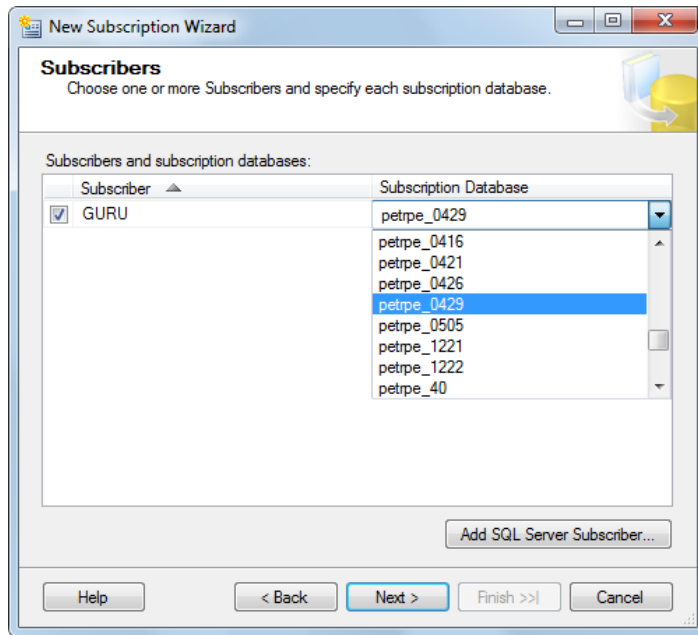 New Subscription Wizard
Subscribers
Choose one or more Subscribers and specify each subscription database.
Subscribers and subscription databases:
Subscriber Subscription Database
GURU petrpe_0429
petrpe_0416
petrpe_0421
petrpe_0426
petrpe_0429
petrpe_0505
petrpe_1221
petrpe_1222
petrpe_40
Add SQL Server Subscriber...
Help < Back Next > Finish >>| Cancel